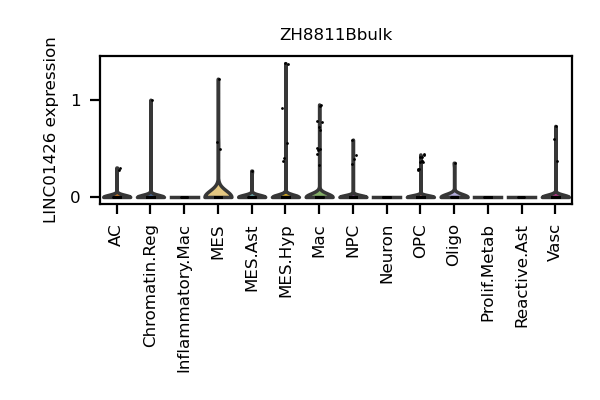 ZH8811Bbulk
LINC01426 expression
1
0
AC
Chromatin.Reg
Inflammatory.Mac
MES
MES.Ast
MES.Hyp
Mac
NPC
Neuron
OPC
Oligo
Prolif.Metab
Reactive.Ast
Vasc